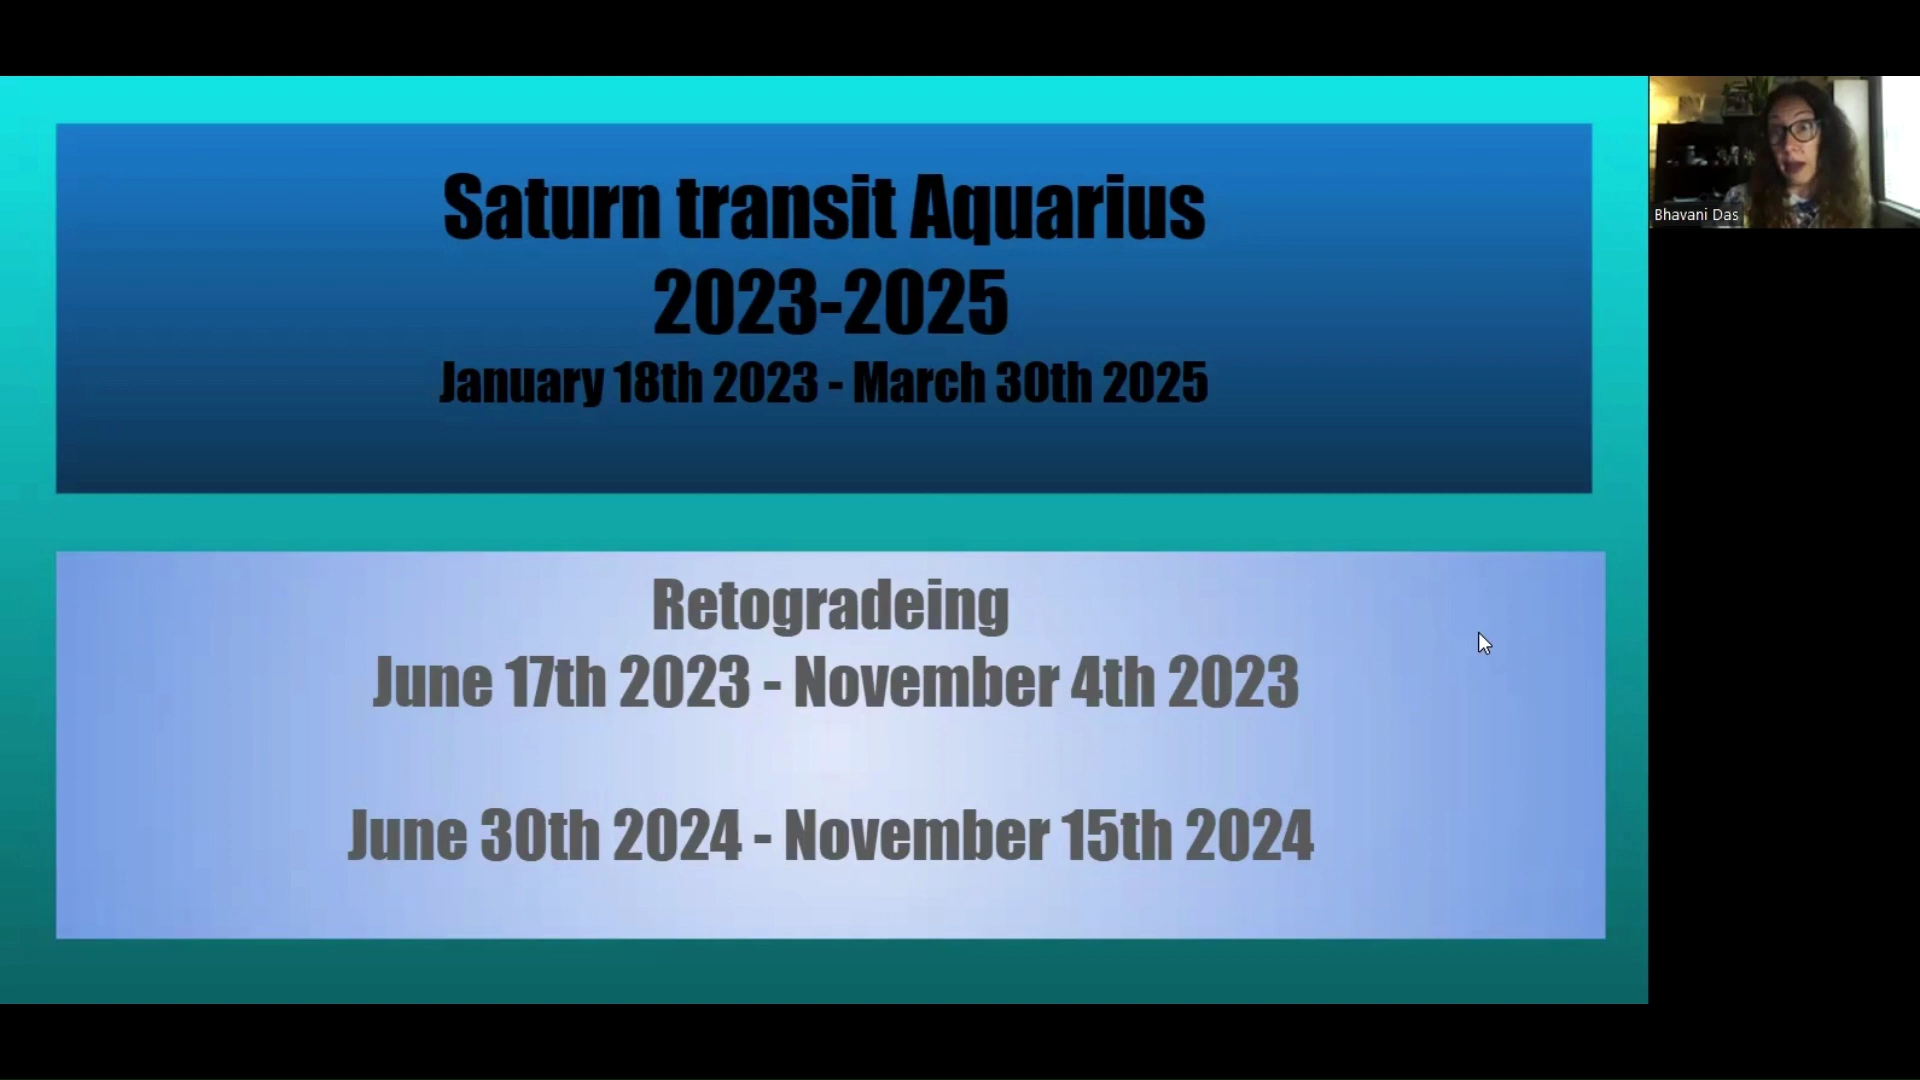 Saturn transit Aquarius
2023-2025
January 18th 2023 - March 30th 2025
Retogradeing
June 17th 2023 - November 4th 2023
June 30th 2024 - November 15th 2024
Bhavani Das